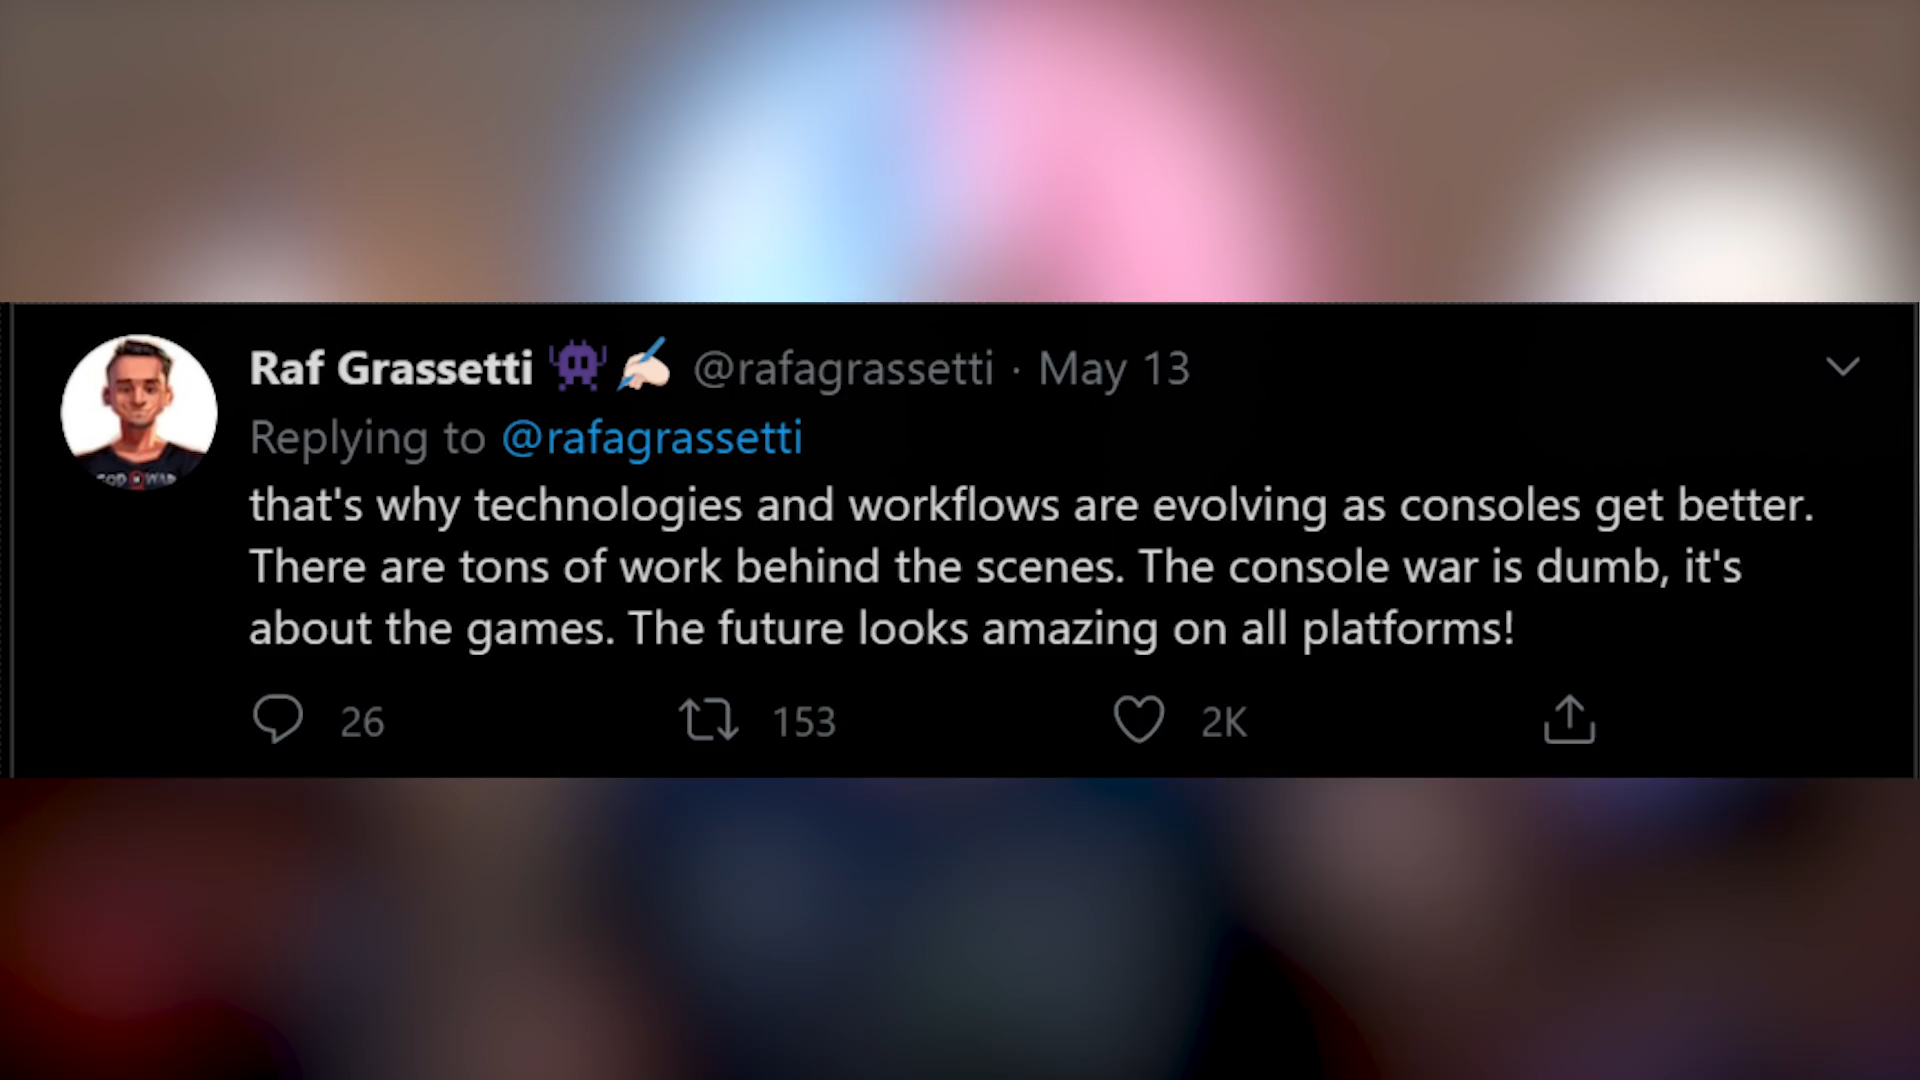 Raf Grassetti 👾 ✍🏻 @rafagrassetti · May 13
Replying to @rafagrassetti
that's why technologies and workflows are evolving as consoles get better.
There are tons of work behind the scenes. The console war is dumb, it's
about the games. The future looks amazing on all platforms!
26 153 2K